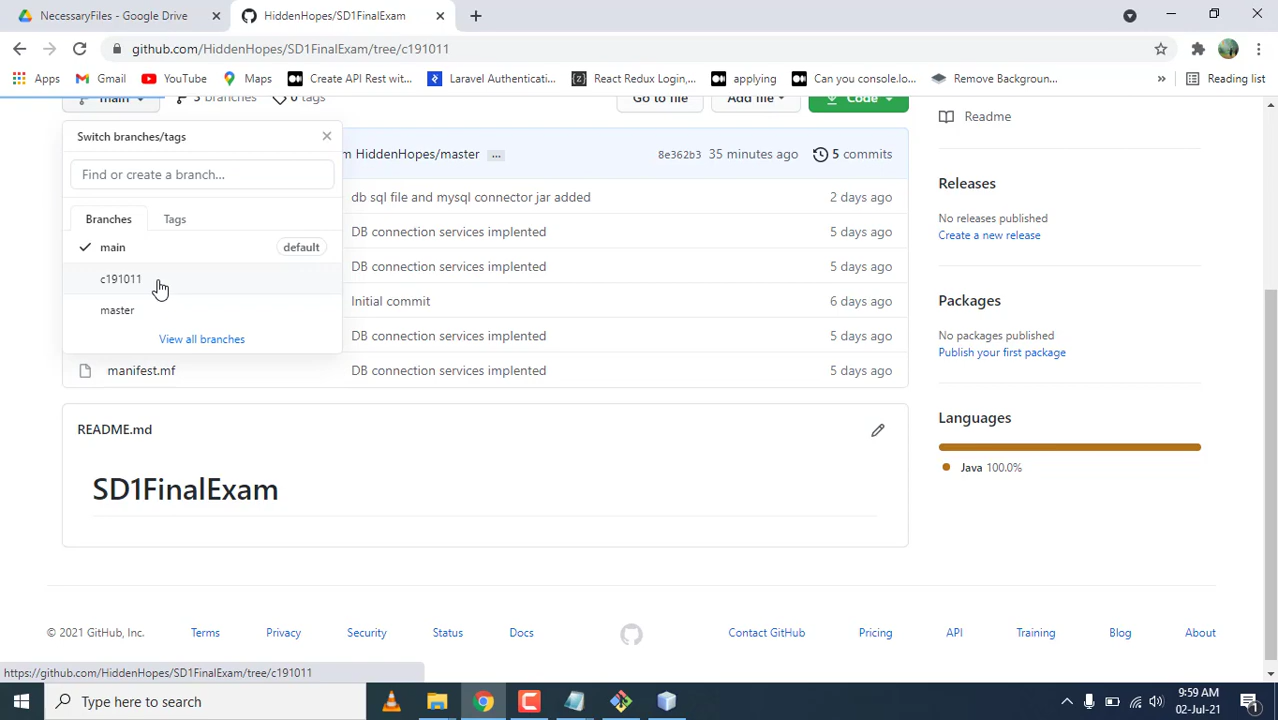 NecessaryFiles - Google Drive
HiddenHopes/SD1FinalExam
github.com/HiddenHopes/SD1FinalExam/tree/c191011
Apps
Gmail
YouTube
Maps
Create API Rest wit...
Laravel Authenticati...
React Redux Login,...
applying
Can you console.lo...
Remove Backgroun...
»
Reading list
main
3 branches
0 tags
Go to file
Add file
Code
Switch branches/tags
Find or create a branch...
Branches
Tags
main
default
c191011
master
View all branches
m HiddenHopes/master
...
8e362b3
35 minutes ago
5 commits
db sql file and mysql connector jar added
2 days ago
DB connection services implented
5 days ago
DB connection services implented
5 days ago
Initial commit
6 days ago
DB connection services implented
5 days ago
manifest.mf
DB connection services implented
5 days ago
Readme
Releases
No releases published
Create a new release
Packages
No packages published
Publish your first package
Languages
Java 100.0%
README.md
SD1FinalExam
© 2021 GitHub, Inc.
Terms
Privacy
Security
Status
Docs
Contact GitHub
Pricing
API
Training
Blog
About
https://github.com/HiddenHopes/SD1FinalExam/tree/c191011
Type here to search
9:59 AM
02-Jul-21
1